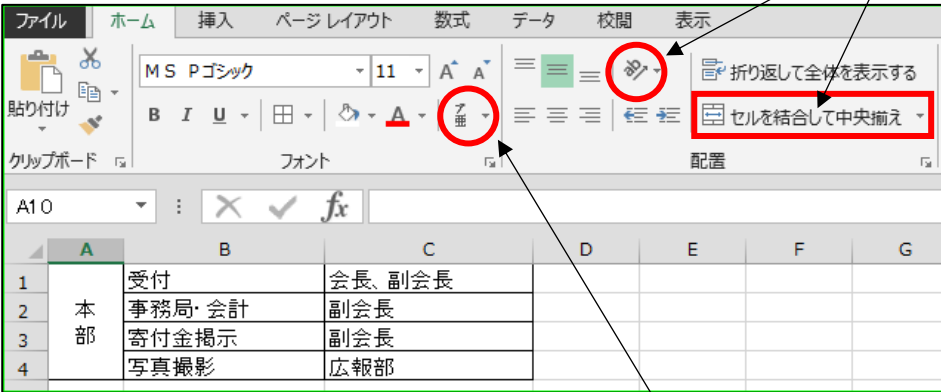 ファイル ホーム 挿入 ページ レイアウト 数式 データ 校閲 表示
貼り付け
ＭＳ Ｐゴシック 11 A A
折り返して全体を表示する
B I U A ア亜
セルを結合して中央揃え
クリップボード フォント 配置
A10 fx
A B C D E F G
1 受付 会長、副会長
2 本部 事務局・会計 副会長
3 寄付金掲示 副会長
4 写真撮影 広報部